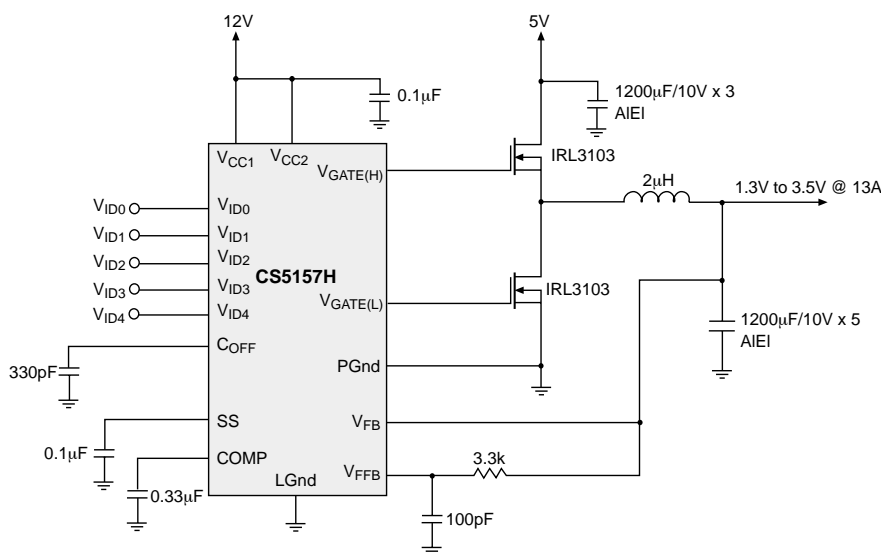 12V
5V
0.1μF
1200μF/10V x 3
AlEl
VCC1
VCC2
VGATE(H)
IRL3103
2μH
1.3V to 3.5V @ 13A
VID0
VID0
VID1
VID1
VID2
VID2
CS5157H
VID3
VID3
VGATE(L)
IRL3103
VID4
VID4
1200μF/10V x 5
AlEl
COFF
330pF
PGnd
SS
VFB
0.1μF
COMP
3.3k
VFFB
0.33μF
LGnd
100pF